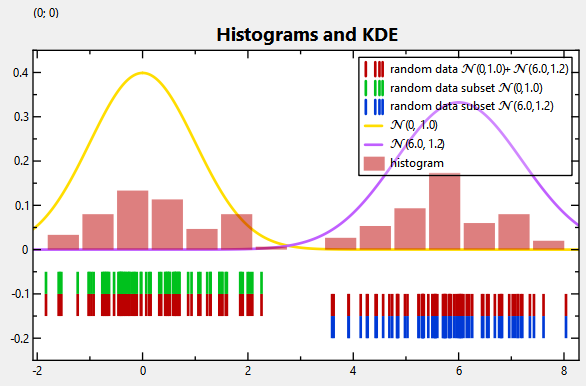 (0; 0)
Histograms and KDE
random data 𝒩(0,1.0)+𝒩(6.0,1.2)
random data subset 𝒩(0,1.0)
random data subset 𝒩(6.0,1.2)
𝒩(0, 1.0)
𝒩(6.0, 1.2)
histogram
0.4
0.3
0.2
0.1
0
-0.1
-0.2
-2 0 2 4 6 8